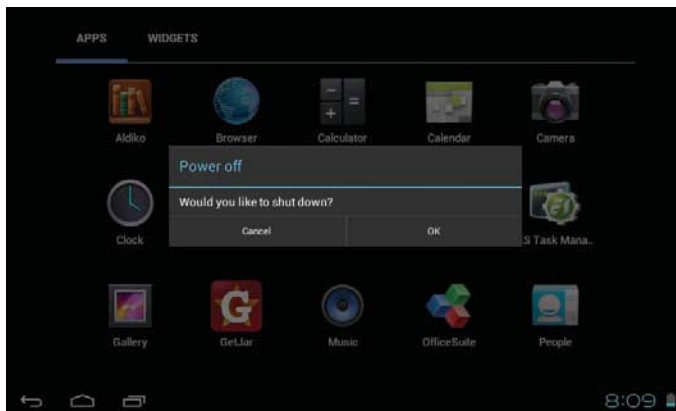 APPS WIDGETS
Aldiko Browser Calculator Calendar Camera
Power off
Would you like to shut down?
Cancel OK
Clock S Task Mana..
Gallery GetJar Music OfficeSuite People
8:09